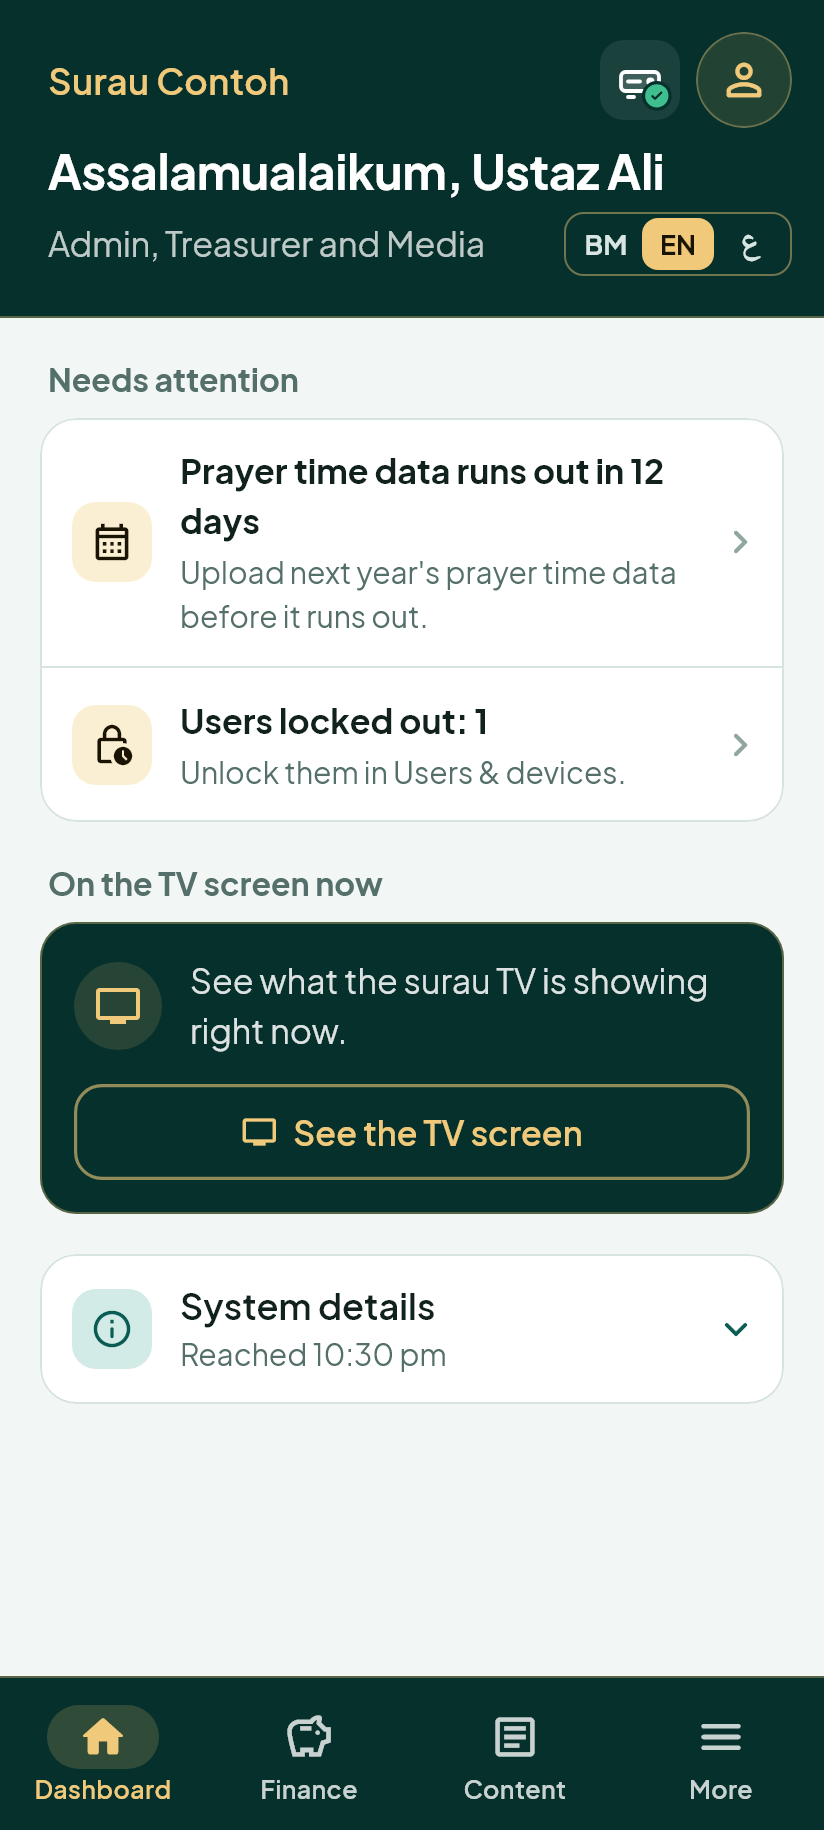 Surau Contoh
Assalamualaikum, Ustaz Ali
Admin, Treasurer and Media
BM EN ع
Needs attention
Prayer time data runs out in 12
days
Upload next year's prayer time data
before it runs out.
Users locked out: 1
Unlock them in Users & devices.
On the TV screen now
See what the surau TV is showing
right now.
See the TV screen
System details
Reached 10:30 pm
Dashboard Finance Content More